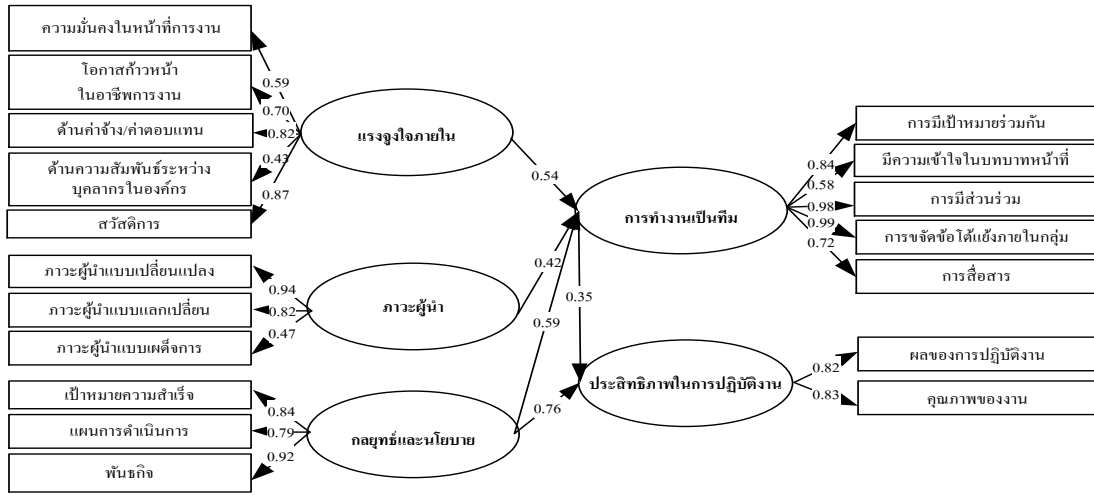 ความมั่นคงในหน้าที่การงาน
โอกาสก้าวหน้า
ในอาชีพการงาน
ด้านค่าจ้าง/ค่าตอบแทน
ด้านความสัมพันธ์ระหว่าง
บุคลากรในองค์กร
สวัสดิการ
0.59
0.70
0.82
0.43
0.87
แรงจูงใจภายใน
ภาวะผู้นำแบบเปลี่ยนแปลง
ภาวะผู้นำแบบแลกเปลี่ยน
ภาวะผู้นำแบบเผด็จการ
0.94
0.82
0.47
ภาวะผู้นำ
เป้าหมายความสำเร็จ
แผนการดำเนินการ
พันธกิจ
0.84
0.79
0.92
กลยุทธ์และนโยบาย
0.54
0.42
0.59
0.35
0.76
การทำงานเป็นทีม
0.84
0.58
0.98
0.99
0.72
การมีเป้าหมายร่วมกัน
มีความเข้าใจในบทบาทหน้าที่
การมีส่วนร่วม
การขจัดข้อโต้แย้งภายในกลุ่ม
การสื่อสาร
ประสิทธิภาพในการปฏิบัติงาน
0.82
0.83
ผลของการปฏิบัติงาน
คุณภาพของงาน